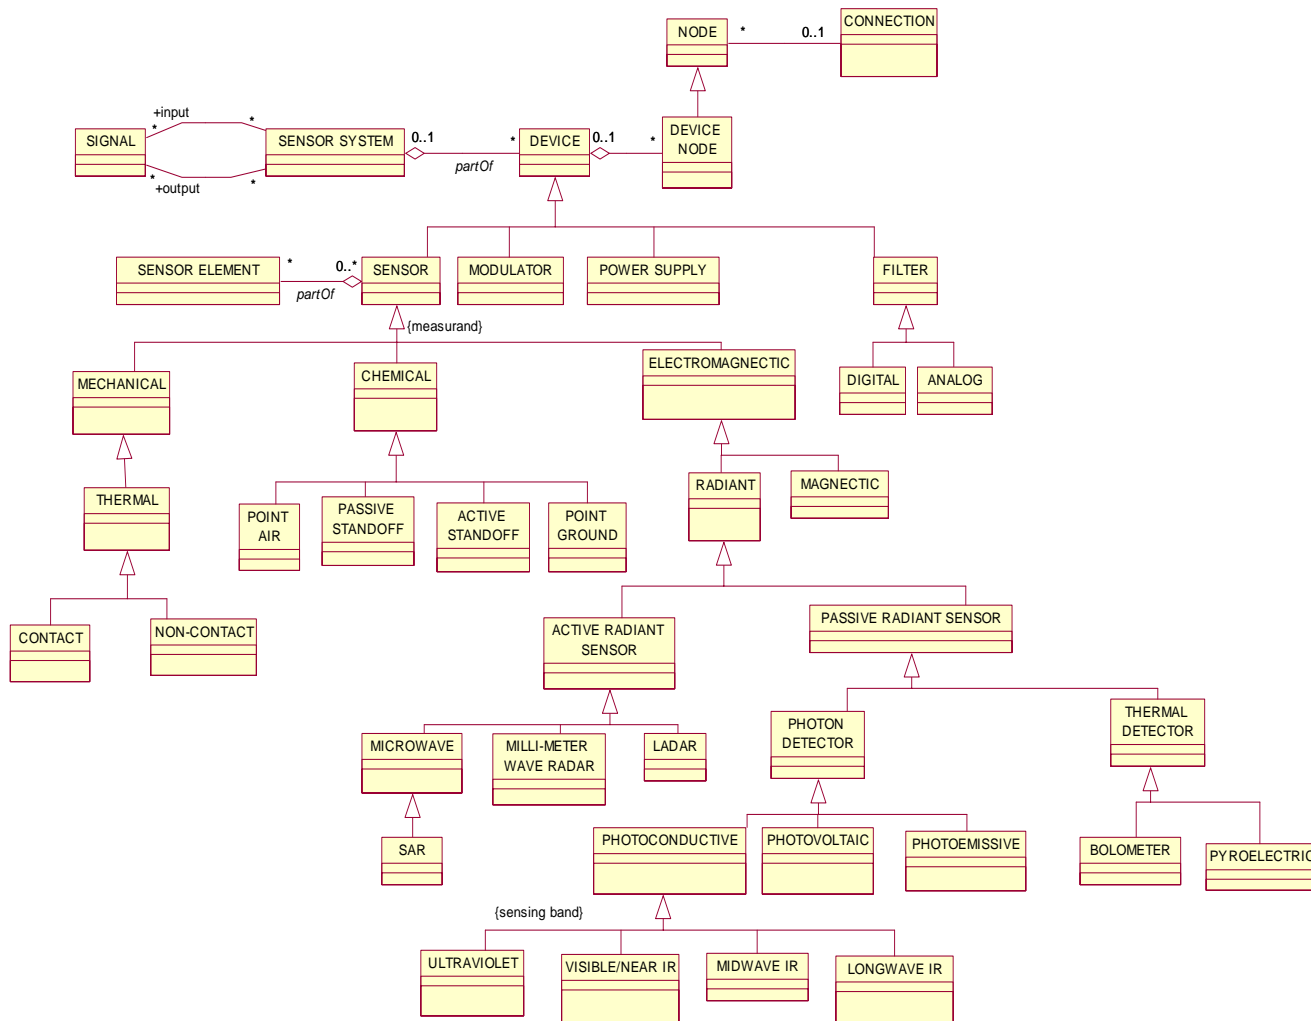 NODE
*
0..1
CONNECTION
+input
*
*
SIGNAL
SENSOR SYSTEM
0..1
*
DEVICE
0..1
*
DEVICE
NODE
partOf
*
+output
*
SENSOR ELEMENT
*
0..*
partOf
SENSOR
MODULATOR
POWER SUPPLY
FILTER
{measurand}
MECHANICAL
CHEMICAL
ELECTROMAGNECTIC
DIGITAL
ANALOG
THERMAL
POINT
AIR
PASSIVE
STANDOFF
ACTIVE
STANDOFF
POINT
GROUND
RADIANT
MAGNECTIC
CONTACT
NON-CONTACT
ACTIVE RADIANT
SENSOR
PASSIVE RADIANT SENSOR
MICROWAVE
MILLI-METER
WAVE RADAR
LADAR
PHOTON
DETECTOR
THERMAL
DETECTOR
SAR
PHOTOCONDUCTIVE
PHOTOVOLTAIC
PHOTOEMISSIVE
BOLOMETER
PYROELECTRIC
{sensing band}
ULTRAVIOLET
VISIBLE/NEAR IR
MIDWAVE IR
LONGWAVE IR